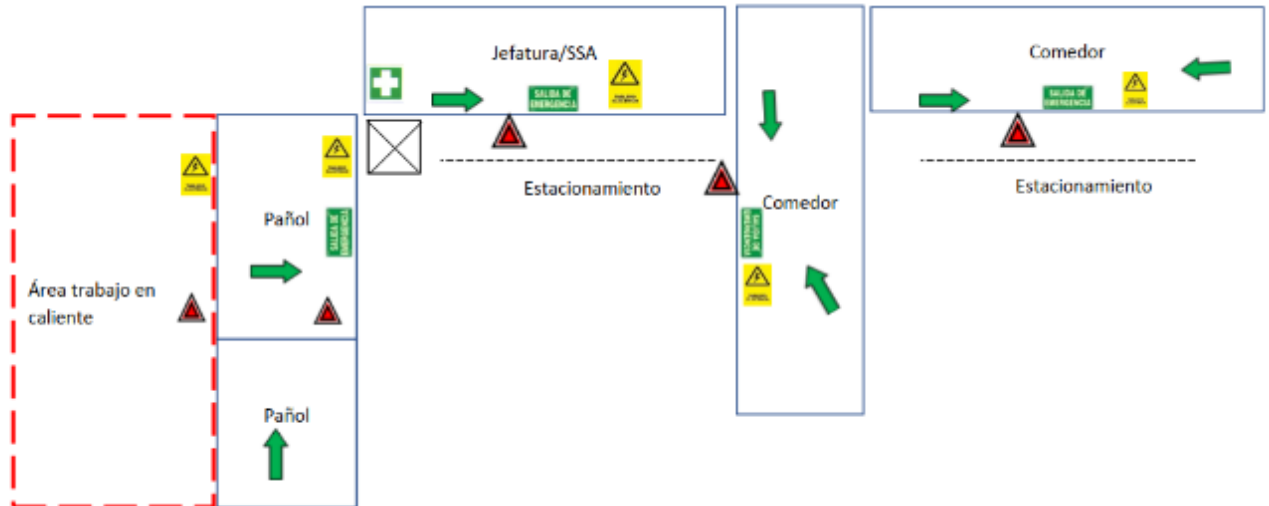 Jefatura/SSA
SALIDA DE
EMERGENCIA
Comedor
SALIDA DE
EMERGENCIA
Estacionamiento
Estacionamiento
Comedor
Pañol
SALIDA DE
EMERGENCIA
Área trabajo en
caliente
Pañol